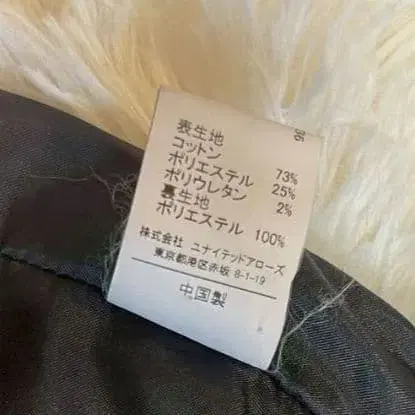 36
表生地
コットン 73%
ポリエステル 25%
ポリウレタン 2%
裏生地
ポリエステル 100%
株式会社 ユナイテッドアローズ
東京都港区赤坂 8-1-19
中国製